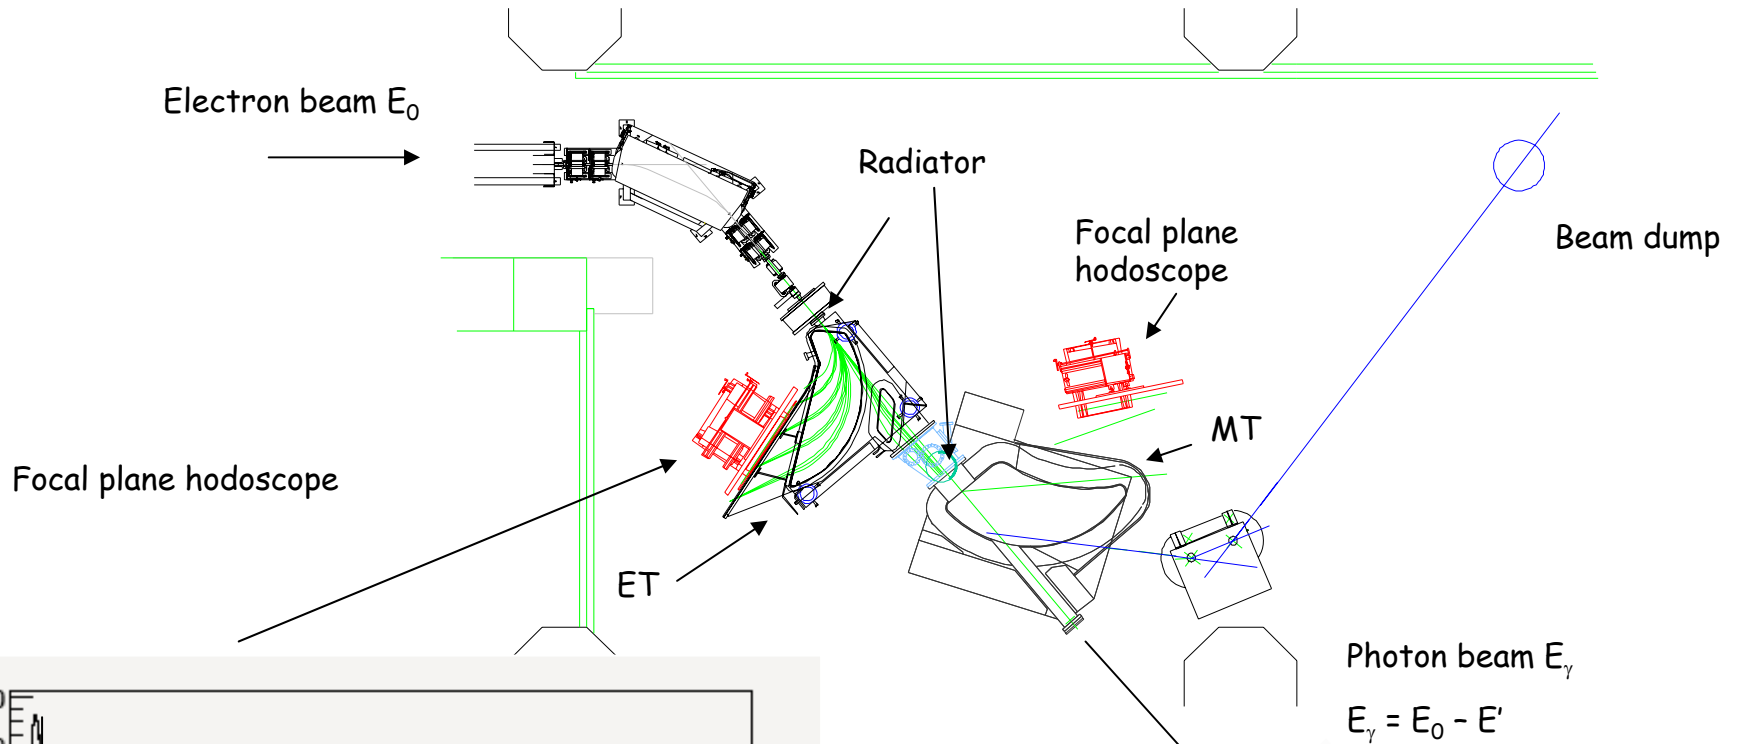 Electron beam E₀
Radiator
Focal plane
hodoscope
Beam dump
MT
Focal plane hodoscope
ET
Photon beam Eᵧ
Eᵧ = E₀ – E'